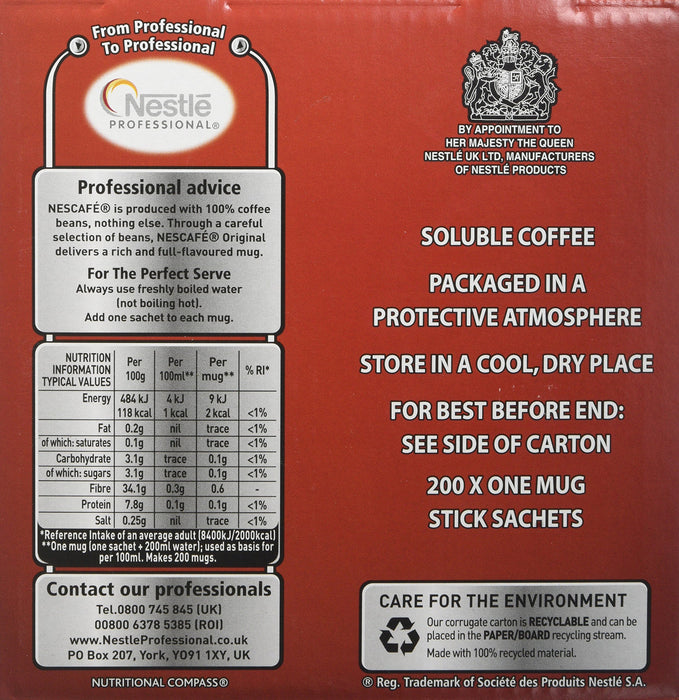 From Professional
To Professional
Nestlé
PROFESSIONAL®
Professional advice
NESCAFÉ® is produced with 100% coffee
beans, nothing else. Through a careful
selection of beans, NESCAFÉ® Original
delivers a rich and full-flavoured mug.
For The Perfect Serve
Always use freshly boiled water
(not boiling hot).
Add one sachet to each mug.
NUTRITION INFORMATION TYPICAL VALUES Per 100g Per 100ml** Per mug** % RI*
Energy 484 kJ 4 kJ 9 kJ
118 kcal 1 kcal 2 kcal <1%
Fat 0.2g nil trace <1%
of which: saturates 0.1g nil trace <1%
Carbohydrate 3.1g trace 0.1g <1%
of which: sugars 3.1g trace 0.1g <1%
Fibre 34.1g 0.3g 0.6 -
Protein 7.8g 0.1g 0.1g <1%
Salt 0.25g nil trace <1%
*Reference Intake of an average adult (8400kJ/2000kcal)
**One mug (one sachet + 200ml water); used as basis for
per 100ml. Makes 200 mugs.
Contact our professionals
Tel.0800 745 845 (UK)
00800 6378 5385 (ROI)
www.NestleProfessional.co.uk
PO Box 207, York, YO91 1XY, UK
NUTRITIONAL COMPASS®
BY APPOINTMENT TO
HER MAJESTY THE QUEEN
NESTLÉ UK LTD, MANUFACTURERS
OF NESTLÉ PRODUCTS
SOLUBLE COFFEE
PACKAGED IN A
PROTECTIVE ATMOSPHERE
STORE IN A COOL, DRY PLACE
FOR BEST BEFORE END:
SEE SIDE OF CARTON
200 X ONE MUG
STICK SACHETS
CARE FOR THE ENVIRONMENT
Our corrugate carton is RECYCLABLE and can be
placed in the PAPER/BOARD recycling stream.
Made with 100% recycled material.
® Reg. Trademark of Société des Produits Nestlé S.A.